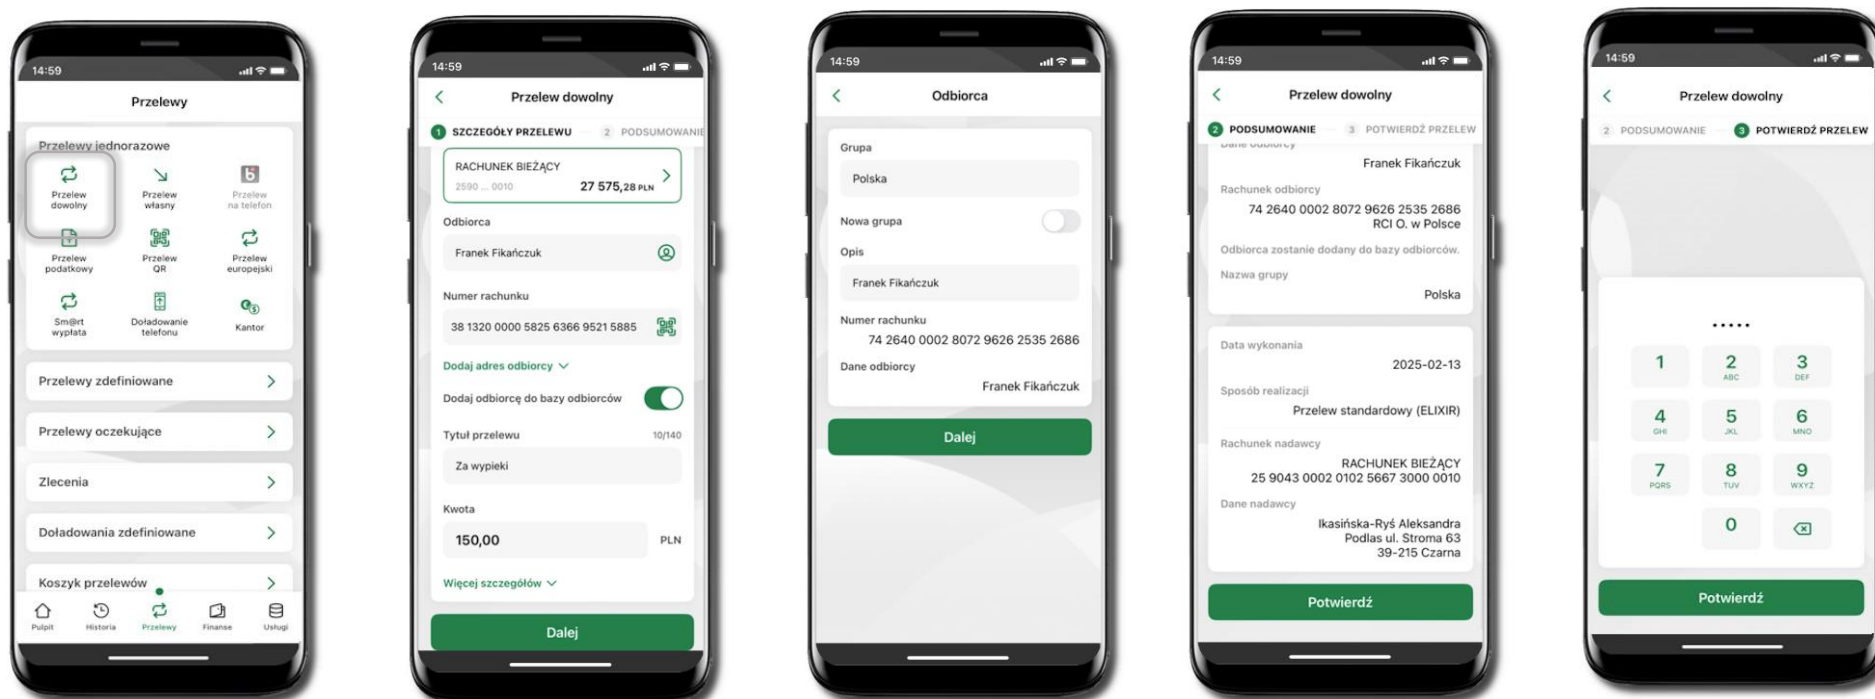 14:59
Przelewy
Przelewy jednorazowe
Przelew
dowolny
Przelew
własny
Przelew
na telefon
Przelew
podatkowy
Przelew
QR
Przelew
europejski
Sm@rt
wypłata
Doładowanie
telefonu
Kantor
Przelewy zdefiniowane
Przelewy oczekujące
Zlecenia
Doładowania zdefiniowane
Koszyk przelewów
Pulpit
Historia
Przelewy
Finanse
Usługi
14:59
Przelew dowolny
1 SZCZEGÓŁY PRZELEWU 2 PODSUMOWANIE
RACHUNEK BIEŻĄCY
2590 ... 0010 27 575,28 PLN
Odbiorca
Franek Fikańczuk
Numer rachunku
38 1320 0000 5825 6366 9521 5885
Dodaj adres odbiorcy
Dodaj odbiorcę do bazy odbiorców
Tytuł przelewu 10/140
Za wypieki
Kwota
150,00 PLN
Więcej szczegółów
Dalej
14:59
Odbiorca
Grupa
Polska
Nowa grupa
Opis
Franek Fikańczuk
Numer rachunku
74 2640 0002 8072 9626 2535 2686
Dane odbiorcy
Franek Fikańczuk
Dalej
14:59
Przelew dowolny
2 PODSUMOWANIE 3 POTWIERDŹ PRZELEW
Dane odbiorcy
Franek Fikańczuk
Rachunek odbiorcy
74 2640 0002 8072 9626 2535 2686
RCI O. w Polsce
Odbiorca zostanie dodany do bazy odbiorców.
Nazwa grupy
Polska
Data wykonania
2025-02-13
Sposób realizacji
Przelew standardowy (ELIXIR)
Rachunek nadawcy
RACHUNEK BIEŻĄCY
25 9043 0002 0102 5667 3000 0010
Dane nadawcy
Ikasińska-Ryś Aleksandra
Podlas ul. Stroma 63
39-215 Czarna
Potwierdź
14:59
Przelew dowolny
2 PODSUMOWANIE 3 POTWIERDŹ PRZELEW
•••••
1 2 3
ABC DEF
4 5 6
GHI JKL MNO
7 8 9
PQRS TUV WXYZ
0
Potwierdź